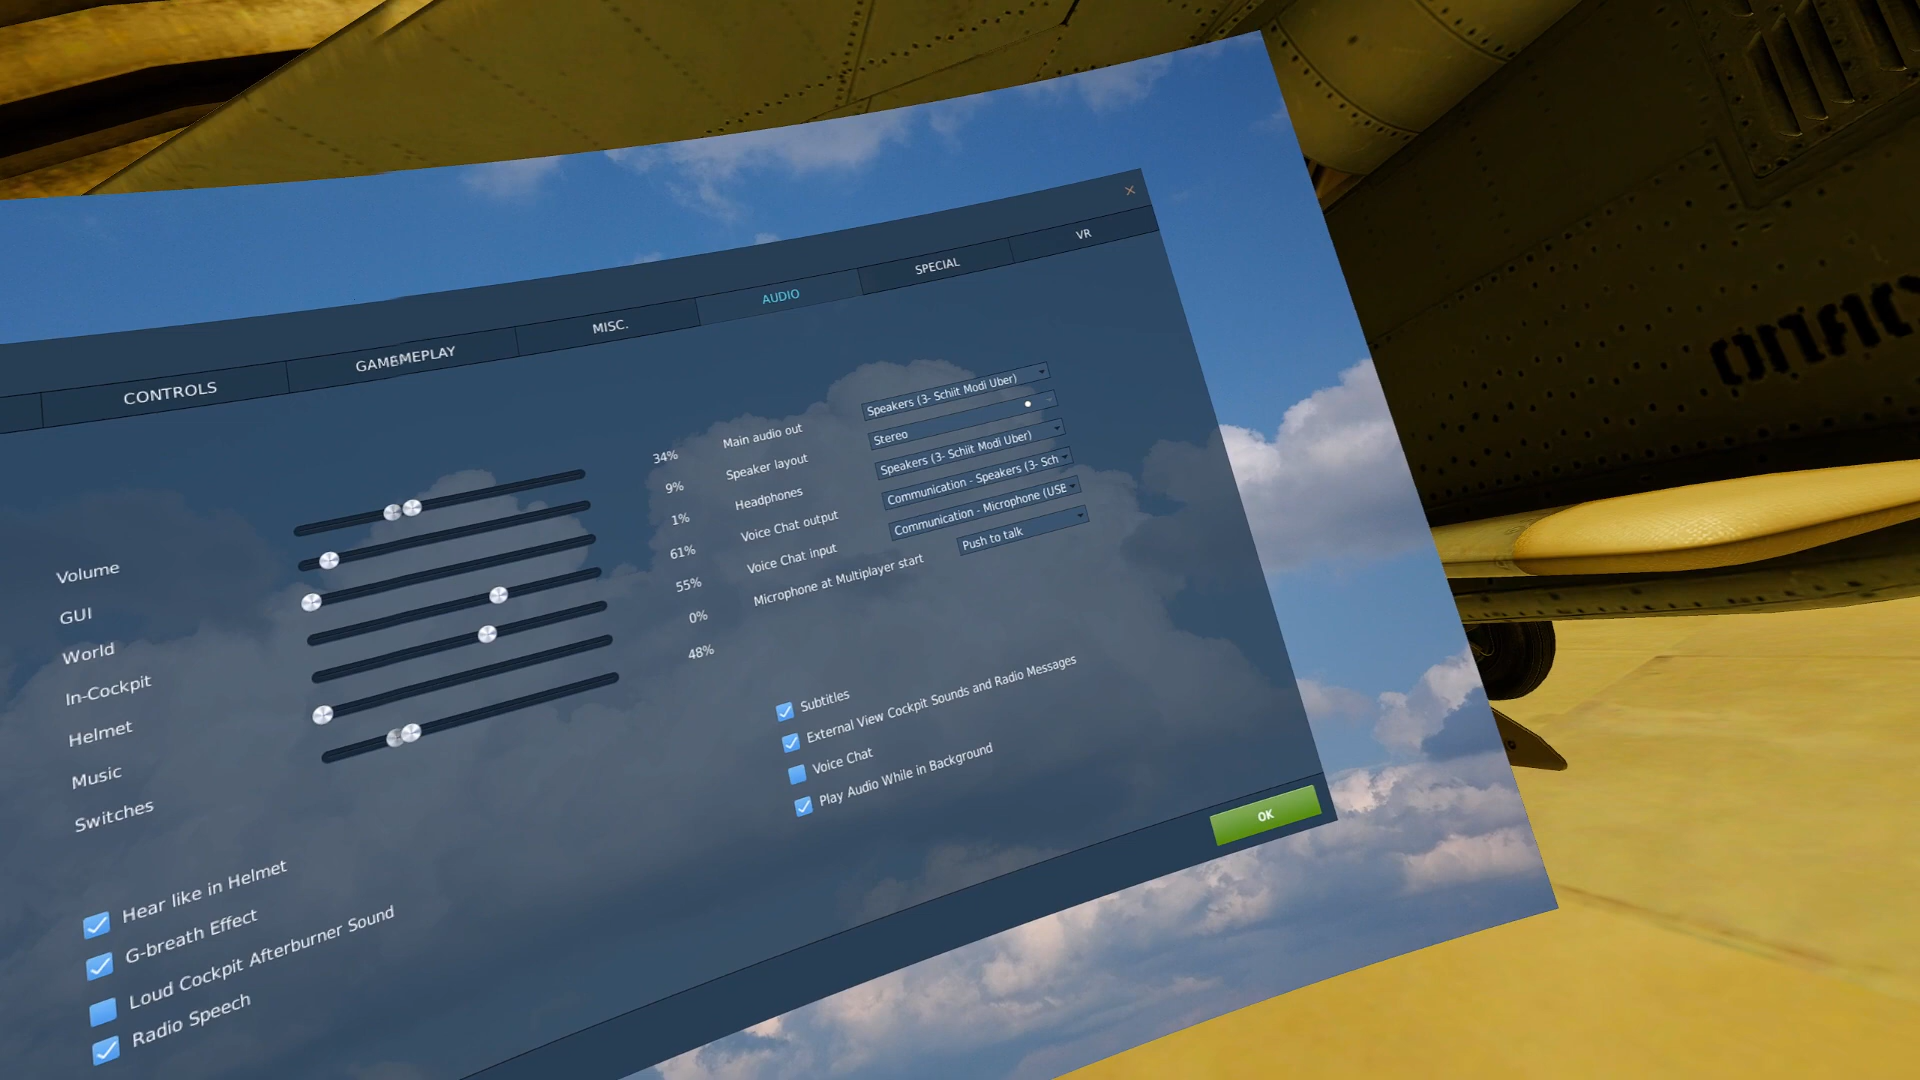 CONTROLS
GAMEMEPLAY
MISC.
AUDIO
SPECIAL
VR
Volume
34%
GUI
9%
World
1%
In-Cockpit
61%
Helmet
55%
Music
0%
Switches
48%
Hear like in Helmet
G-breath Effect
Loud Cockpit Afterburner Sound
Radio Speech
Main audio out
Speakers (3- Schiit Modi Uber)
Speaker layout
Stereo
Headphones
Speakers (3- Schiit Modi Uber)
Voice Chat output
Communication - Speakers (3- Sch
Voice Chat input
Communication - Microphone (USB
Microphone at Multiplayer start
Push to talk
Subtitles
External View Cockpit Sounds and Radio Messages
Voice Chat
Play Audio While in Background
OK